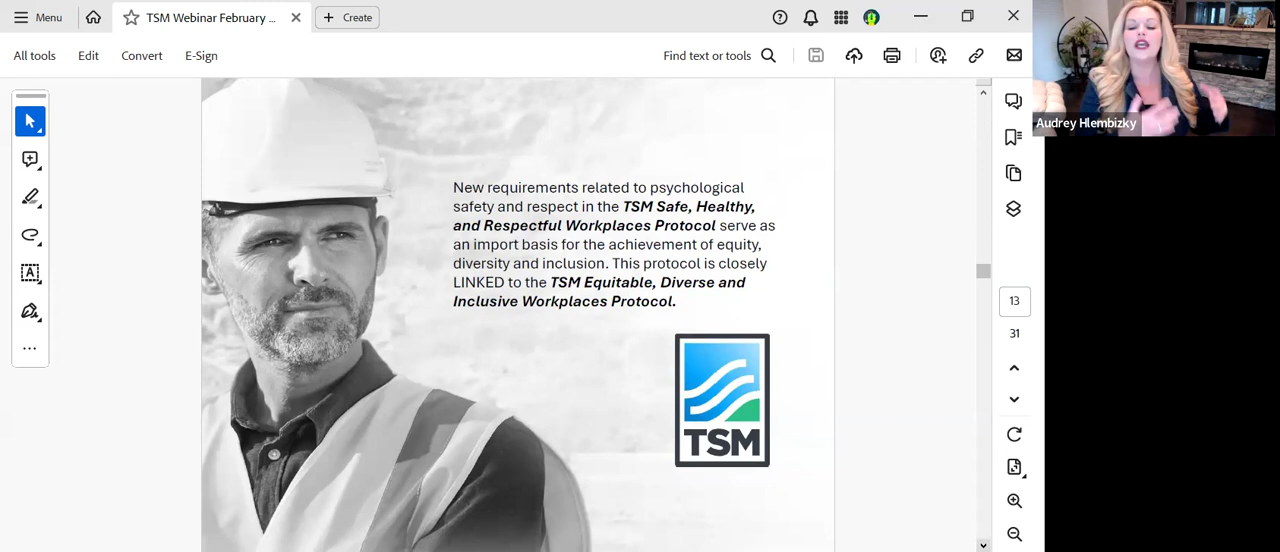 Menu
TSM Webinar February ...
Create
All tools
Edit
Convert
E-Sign
Find text or tools
Audrey Hlembizky
New requirements related to psychological
safety and respect in the TSM Safe, Healthy,
and Respectful Workplaces Protocol serve as
an import basis for the achievement of equity,
diversity and inclusion. This protocol is closely
LINKED to the TSM Equitable, Diverse and
Inclusive Workplaces Protocol.
TSM
13
31